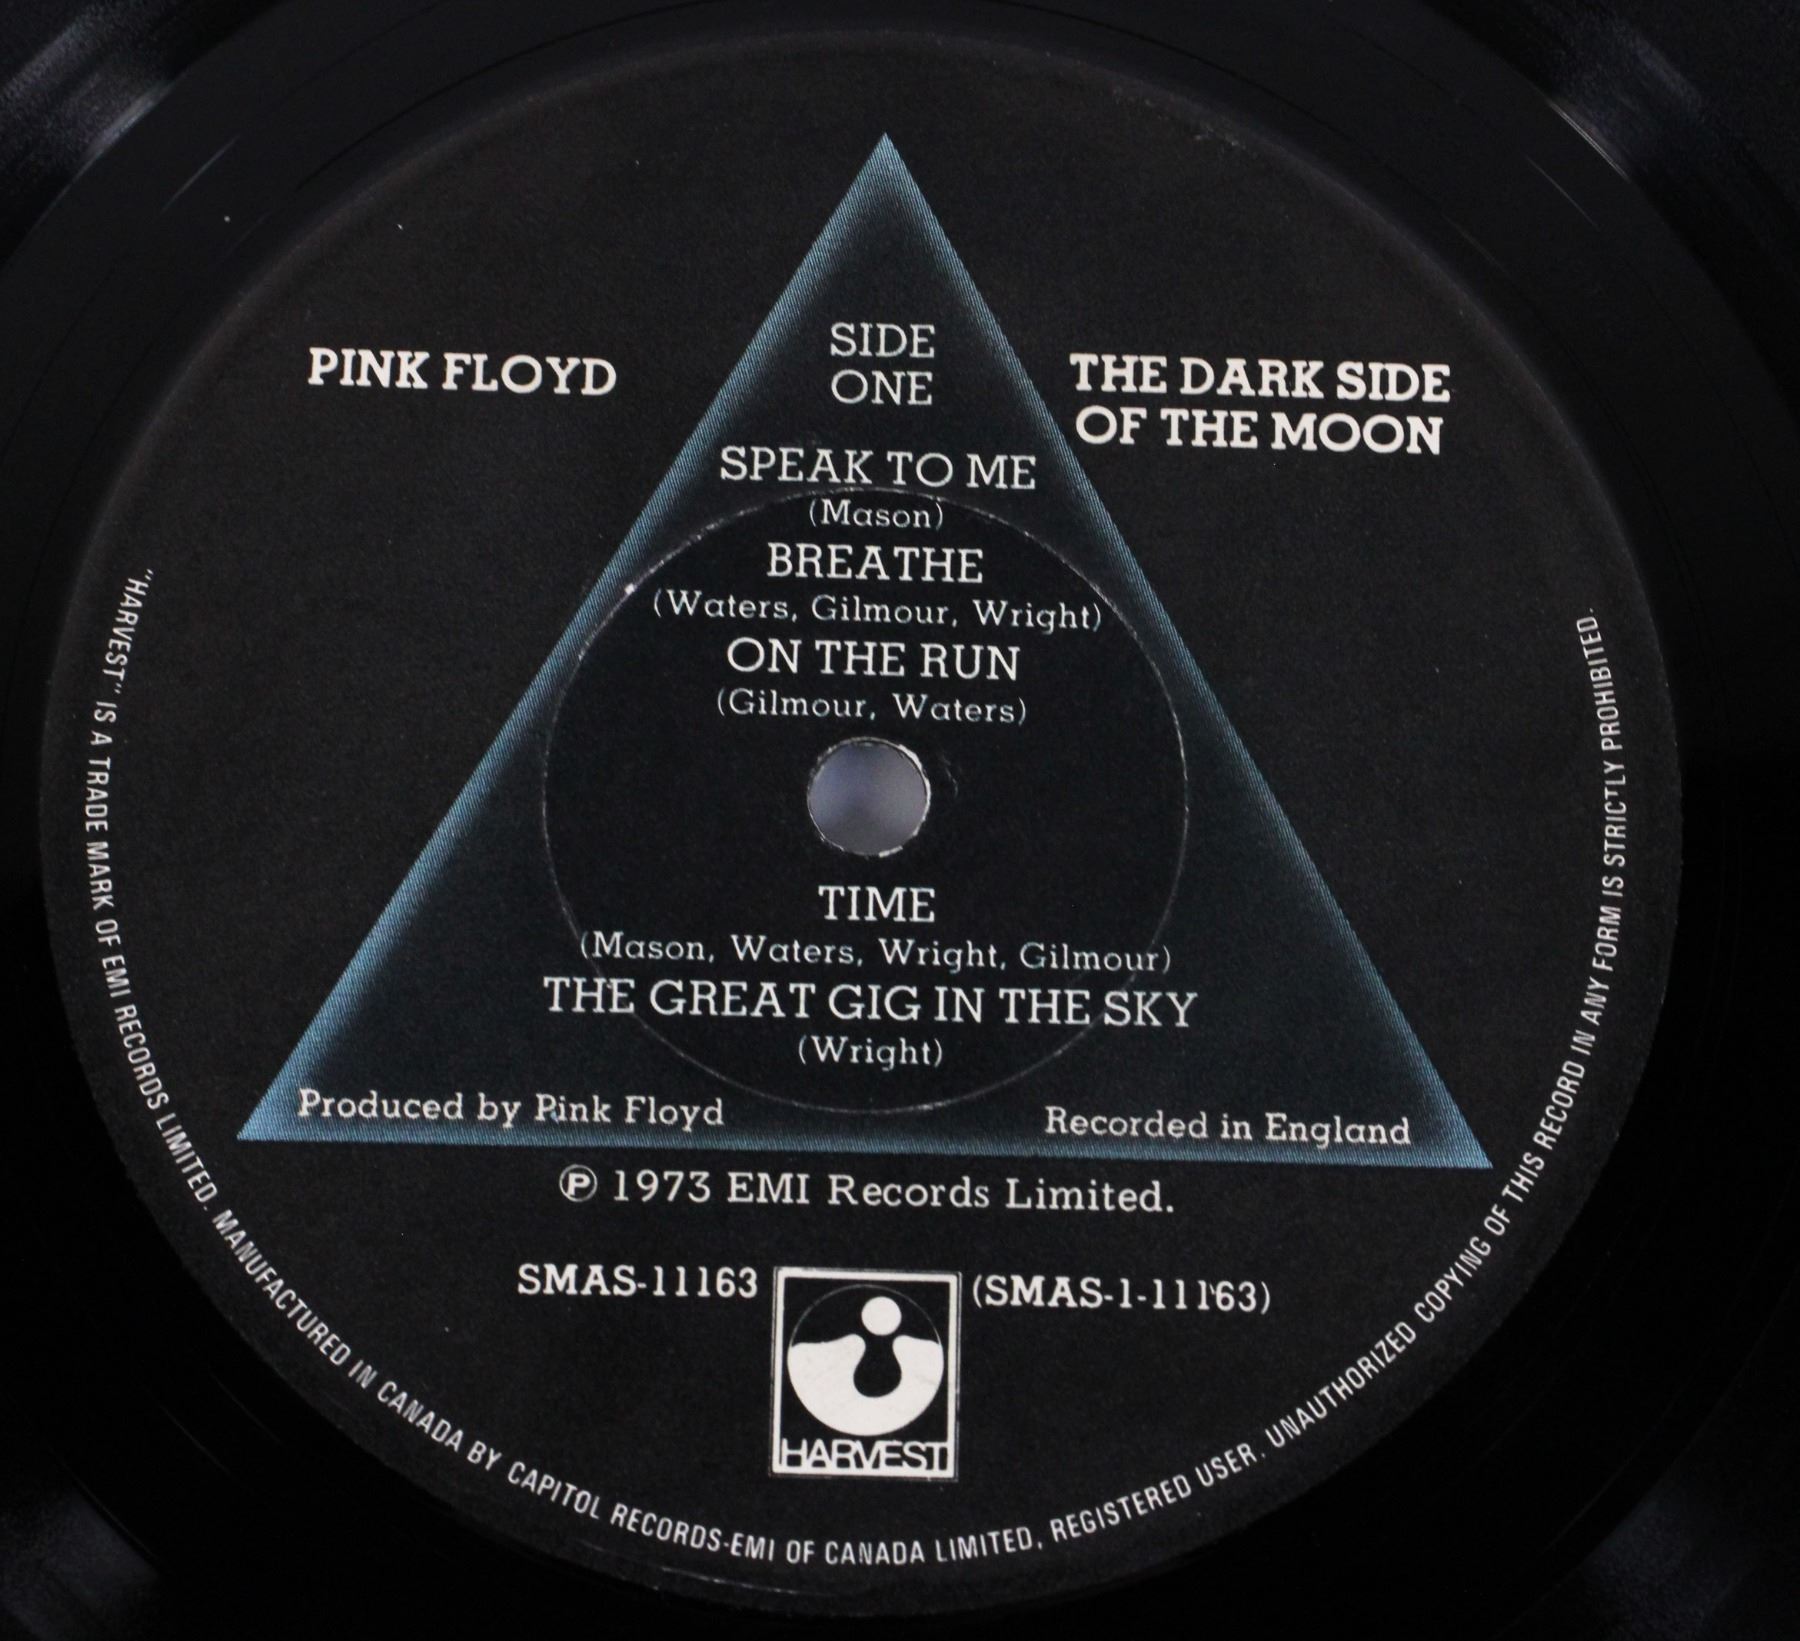 SIDE
ONE
PINK FLOYD
THE DARK SIDE
OF THE MOON
SPEAK TO ME
(Mason)
BREATHE
(Waters, Gilmour, Wright)
ON THE RUN
(Gilmour, Waters)
TIME
(Mason, Waters, Wright, Gilmour)
THE GREAT GIG IN THE SKY
(Wright)
Produced by Pink Floyd
Recorded in England
℗ 1973 EMI Records Limited.
SMAS-11163
(SMAS-1-11163)
HARVEST
"HARVEST" IS A TRADE MARK OF EMI RECORDS LIMITED. MANUFACTURED IN CANADA BY CAPITOL RECORDS-EMI OF CANADA LIMITED, REGISTERED USER. UNAUTHORIZED COPYING OF THIS RECORD IN ANY FORM IS STRICTLY PROHIBITED.